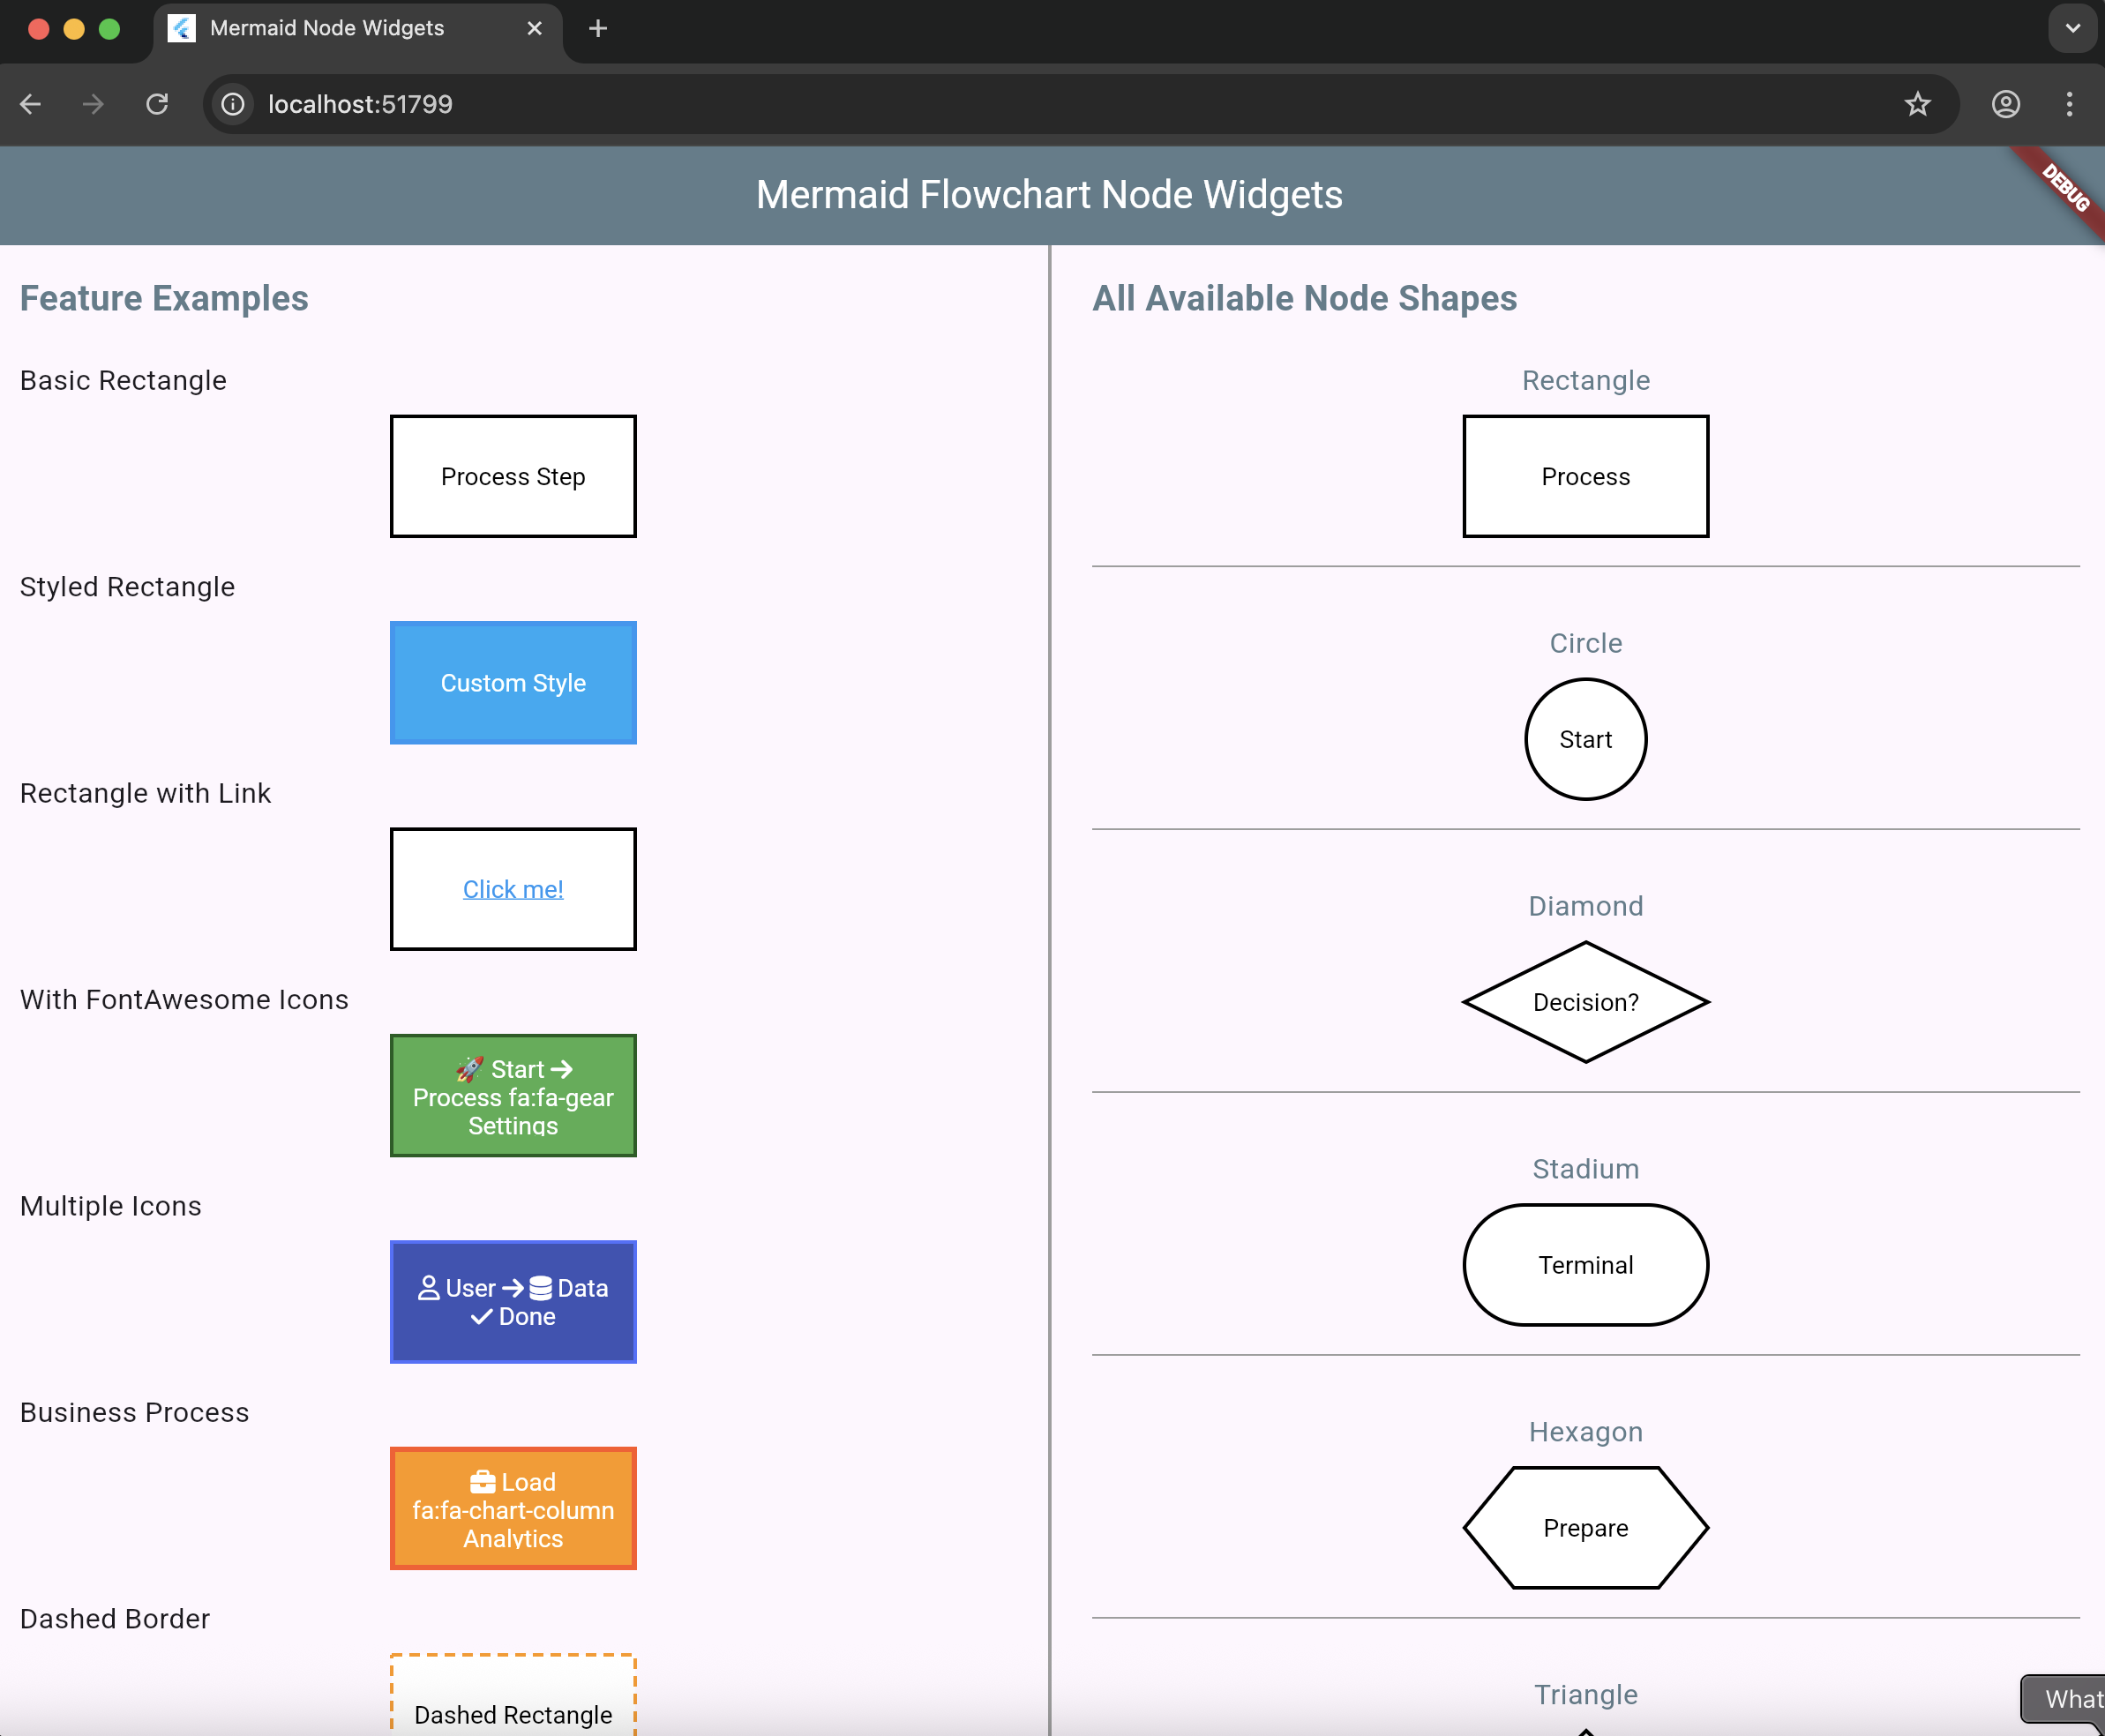 Mermaid Node Widgets
localhost:51799
Mermaid Flowchart Node Widgets
DEBUG
Feature Examples
Basic Rectangle
Process Step
Styled Rectangle
Custom Style
Rectangle with Link
Click me!
With FontAwesome Icons
🚀 Start
Process fa:fa-gear
Settings
Multiple Icons
User → Data
Done
Business Process
Load
fa:fa-chart-column
Analytics
Dashed Border
Dashed Rectangle
All Available Node Shapes
Rectangle
Process
Circle
Start
Diamond
Decision?
Stadium
Terminal
Hexagon
Prepare
Triangle
What